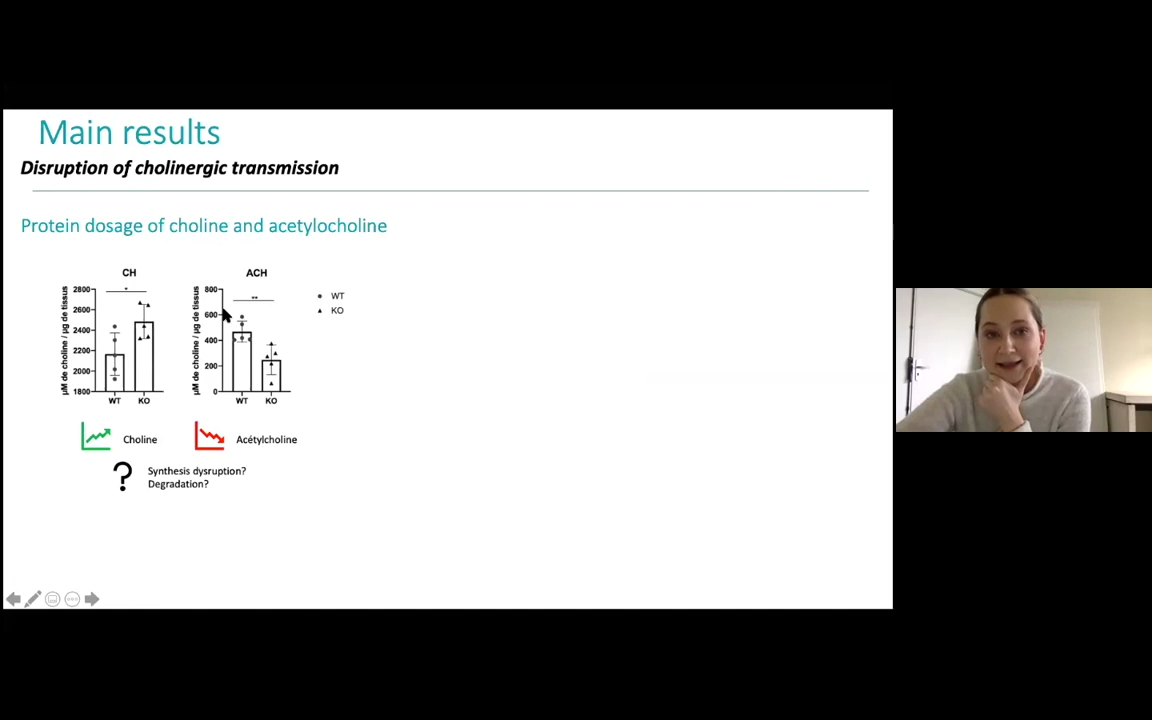 Main results
Disruption of cholinergic transmission
Protein dosage of choline and acetylocholine
CH
2800
2600
2400
2200
2000
1800
µM de choline / µg de tissus
*
WT
KO
ACH
800
600
400
200
0
µM de choline / µg de tissus
**
WT
KO
WT
KO
Choline
Acétylcholine
?
Synthesis dysruption?
Degradation?